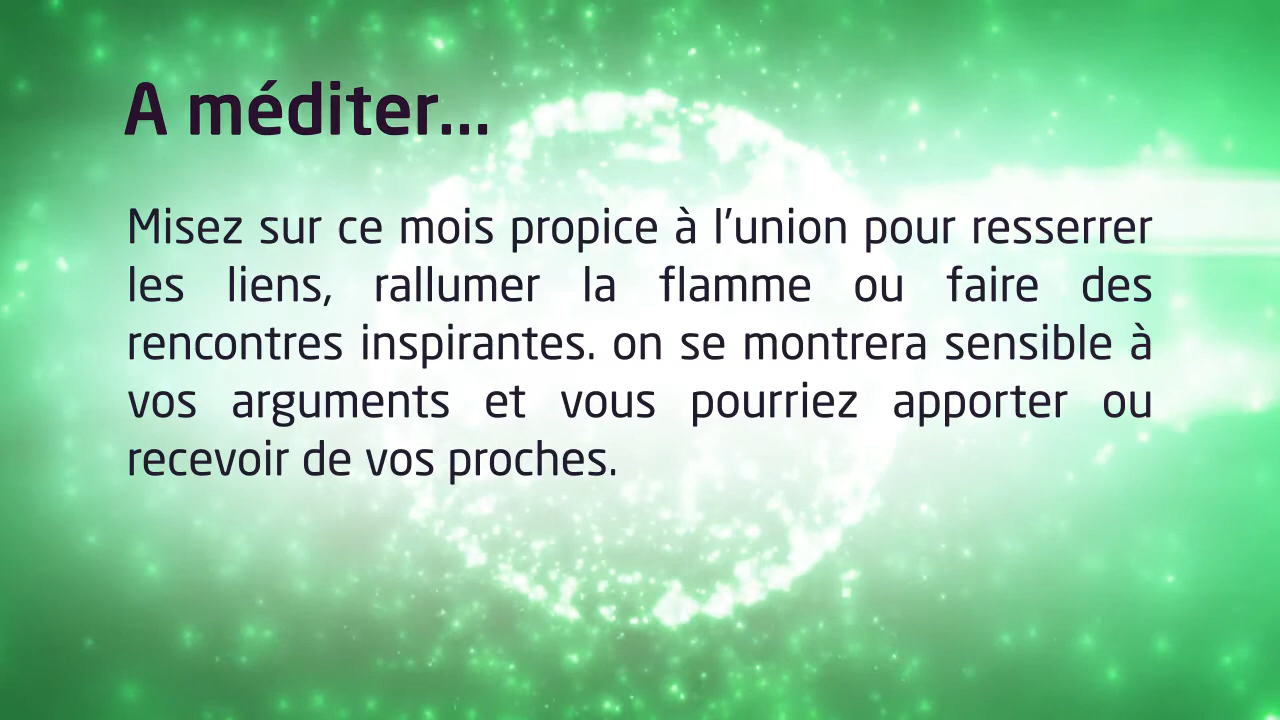 A méditer...
Misez sur ce mois propice à l'union pour resserrer
les liens, rallumer la flamme ou faire des
rencontres inspirantes. on se montrera sensible à
vos arguments et vous pourriez apporter ou
recevoir de vos proches.